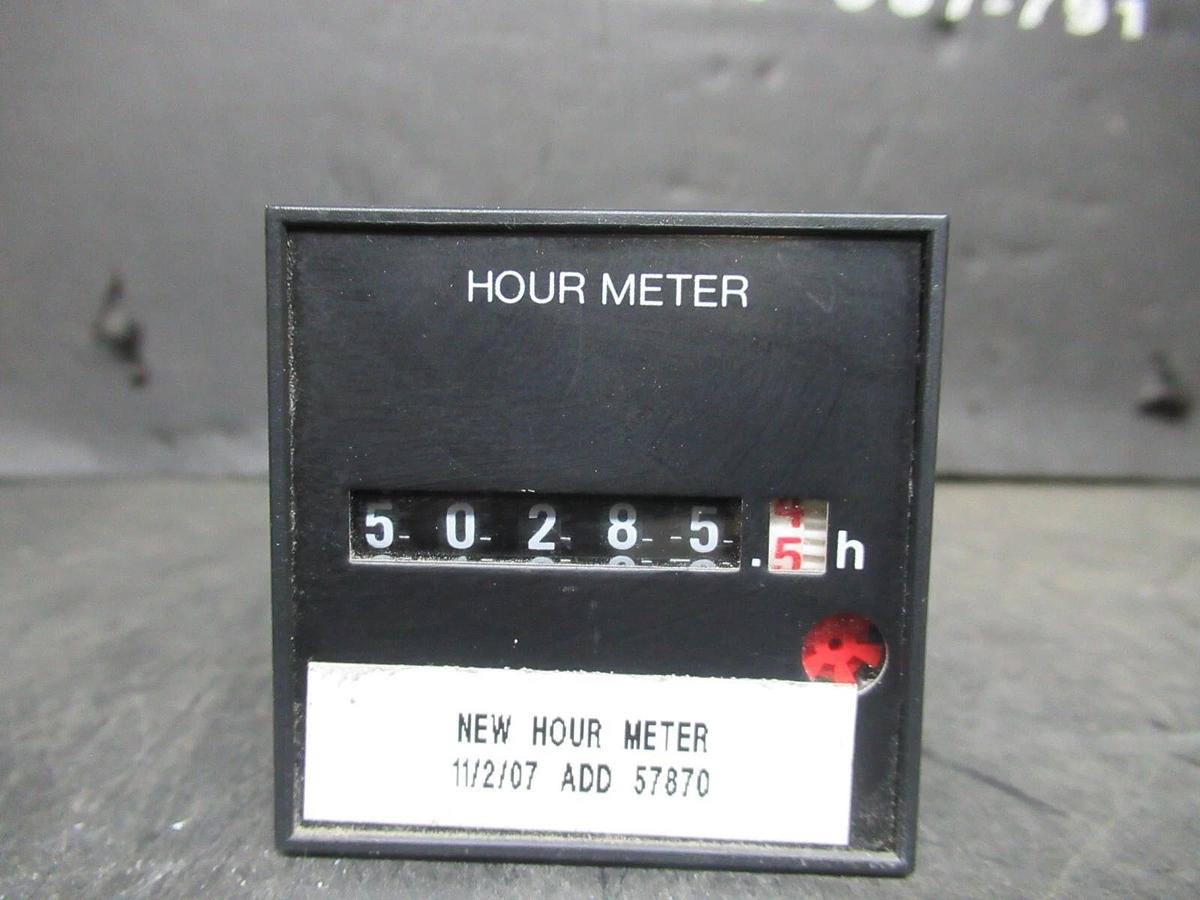 HOUR METER
50285.5 h
NEW HOUR METER
11/2/07 ADD 57870